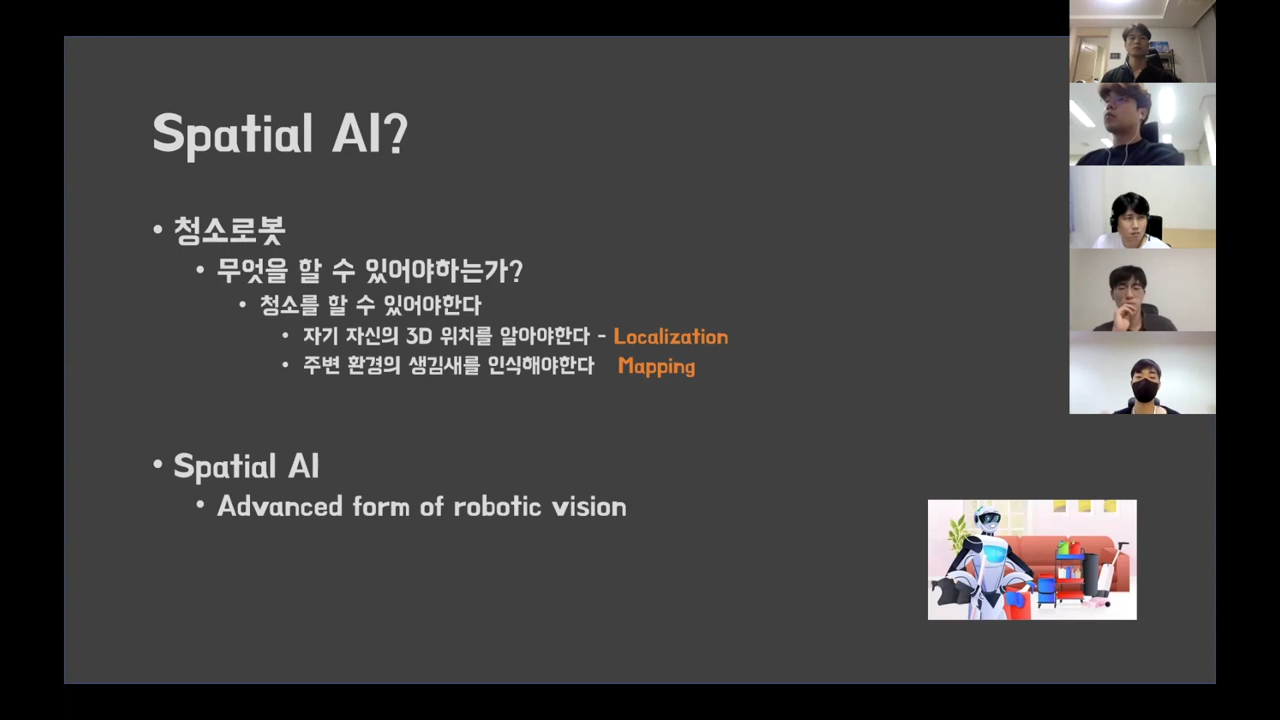 Spatial AI?
• 청소로봇
• 무엇을 할 수 있어야하는가?
• 청소를 할 수 있어야한다
• 자기 자신의 3D 위치를 알아야한다 - Localization
• 주변 환경의 생김새를 인식해야한다 Mapping
• Spatial AI
• Advanced form of robotic vision